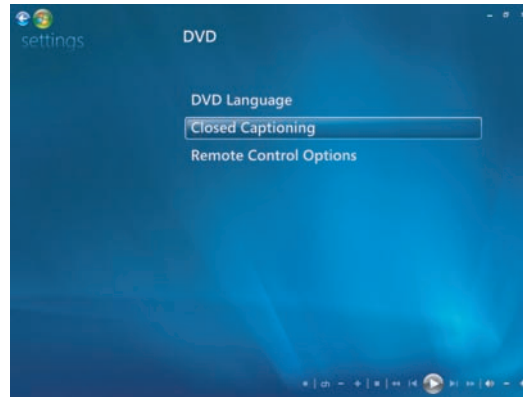 settings
DVD
DVD Language
Closed Captioning
Remote Control Options
ch